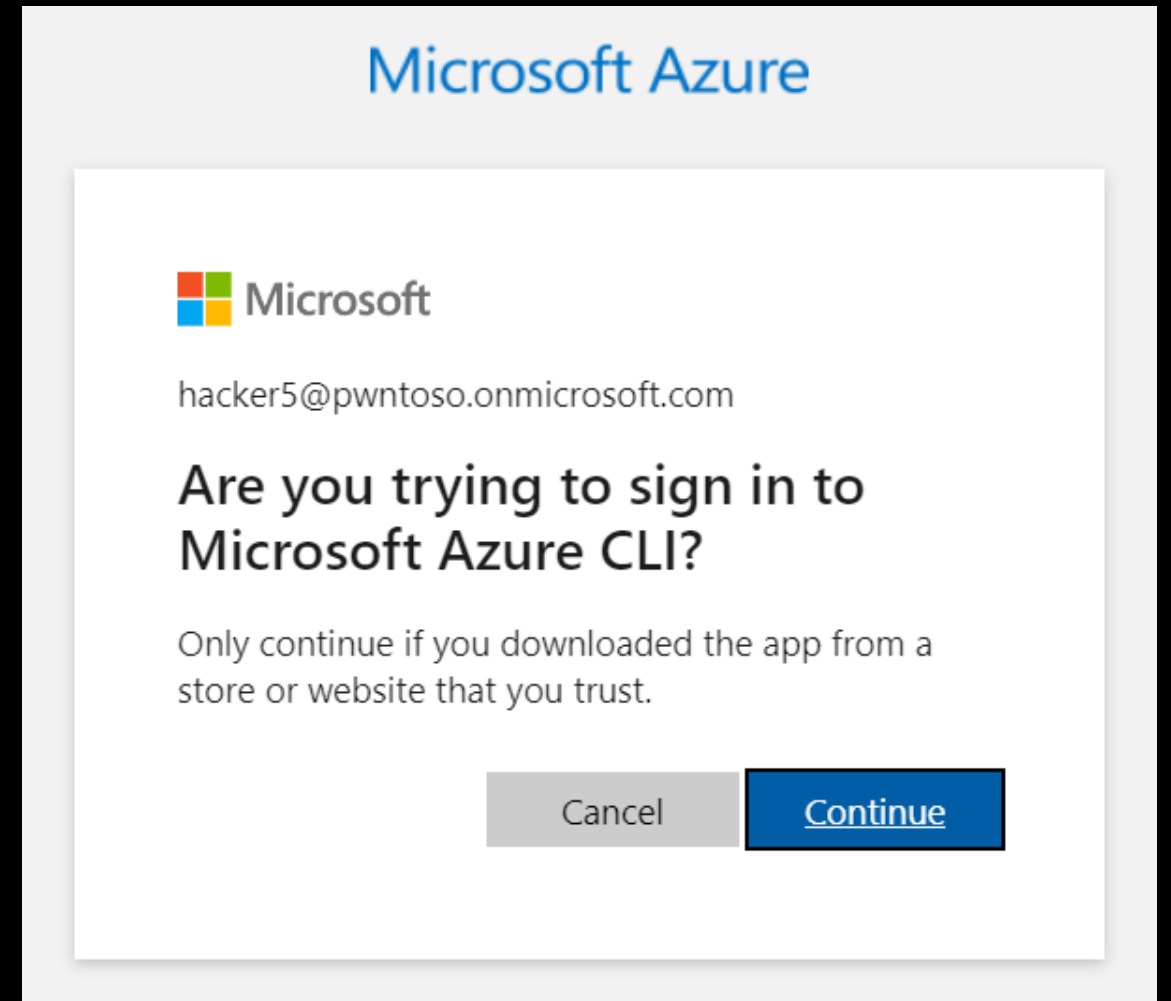 Microsoft Azure
Microsoft
hacker5@pwntoso.onmicrosoft.com
Are you trying to sign in to
Microsoft Azure CLI?
Only continue if you downloaded the app from a
store or website that you trust.
Cancel Continue